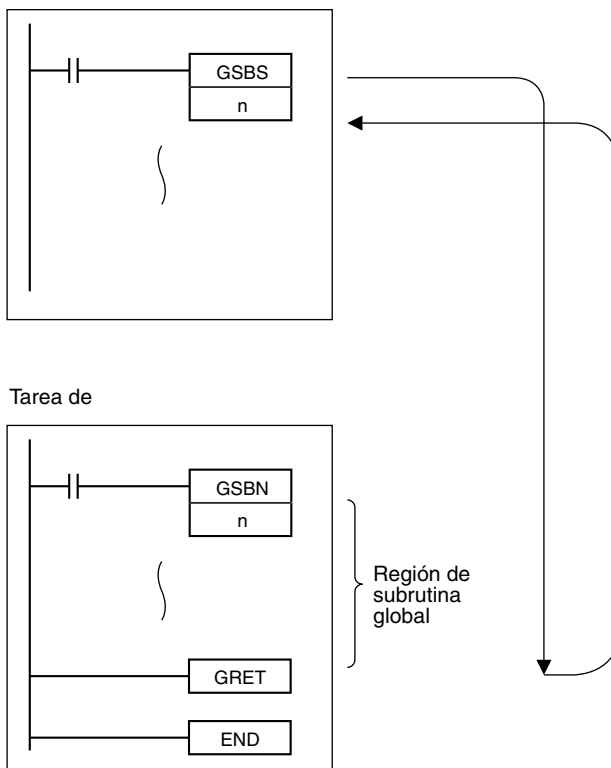 GSBS
n
Tarea de
GSBN
n
Región de
subrutina
global
GRET
END